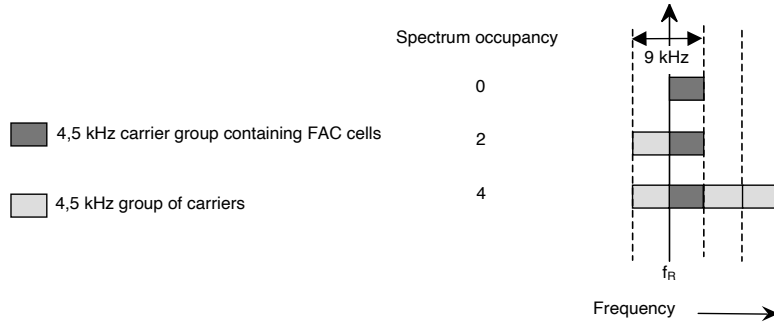 Spectrum occupancy
9 kHz
0
4,5 kHz carrier group containing FAC cells
2
4,5 kHz group of carriers
4
fR
Frequency